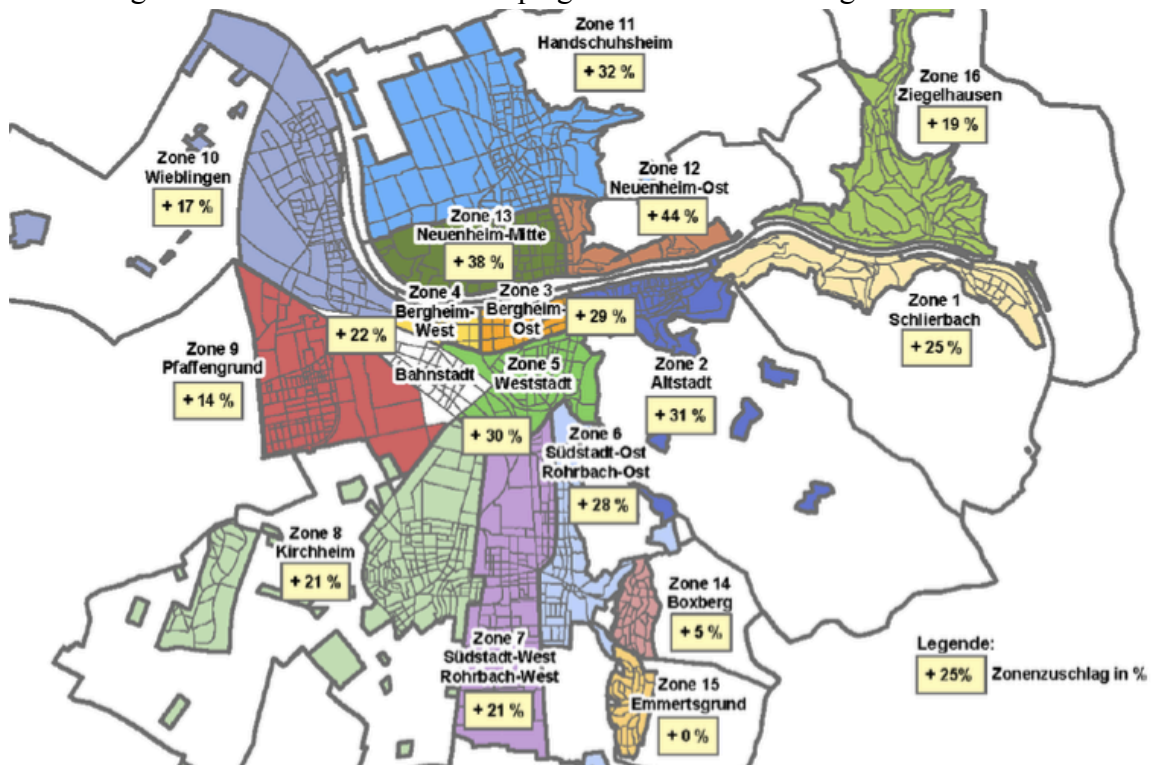 Zone 11
Handschuhsheim
+ 32 %
Zone 16
Ziegelhausen
+ 19 %
Zone 10
Wieblingen
+ 17 %
Zone 12
Neuenheim-Ost
+ 44 %
Zone 13
Neuenheim-Mitte
+ 38 %
Zone 4
Bergheim-
West
+ 22 %
Zone 3
Bergheim-
Ost
+ 29 %
Zone 1
Schlierbach
+ 25 %
Zone 9
Pfaffengrund
+ 14 %
Bahnstadt
Zone 5
Weststadt
+ 30 %
Zone 2
Altstadt
+ 31 %
Zone 6
Südstadt-Ost
Rohrbach-Ost
+ 28 %
Zone 8
Kirchheim
+ 21 %
Zone 14
Boxberg
+ 5 %
Zone 7
Südstadt-West
Rohrbach-West
+ 21 %
Zone 15
Emmertsgrund
+ 0 %
Legende:
+ 25% Zonenzuschlag in %